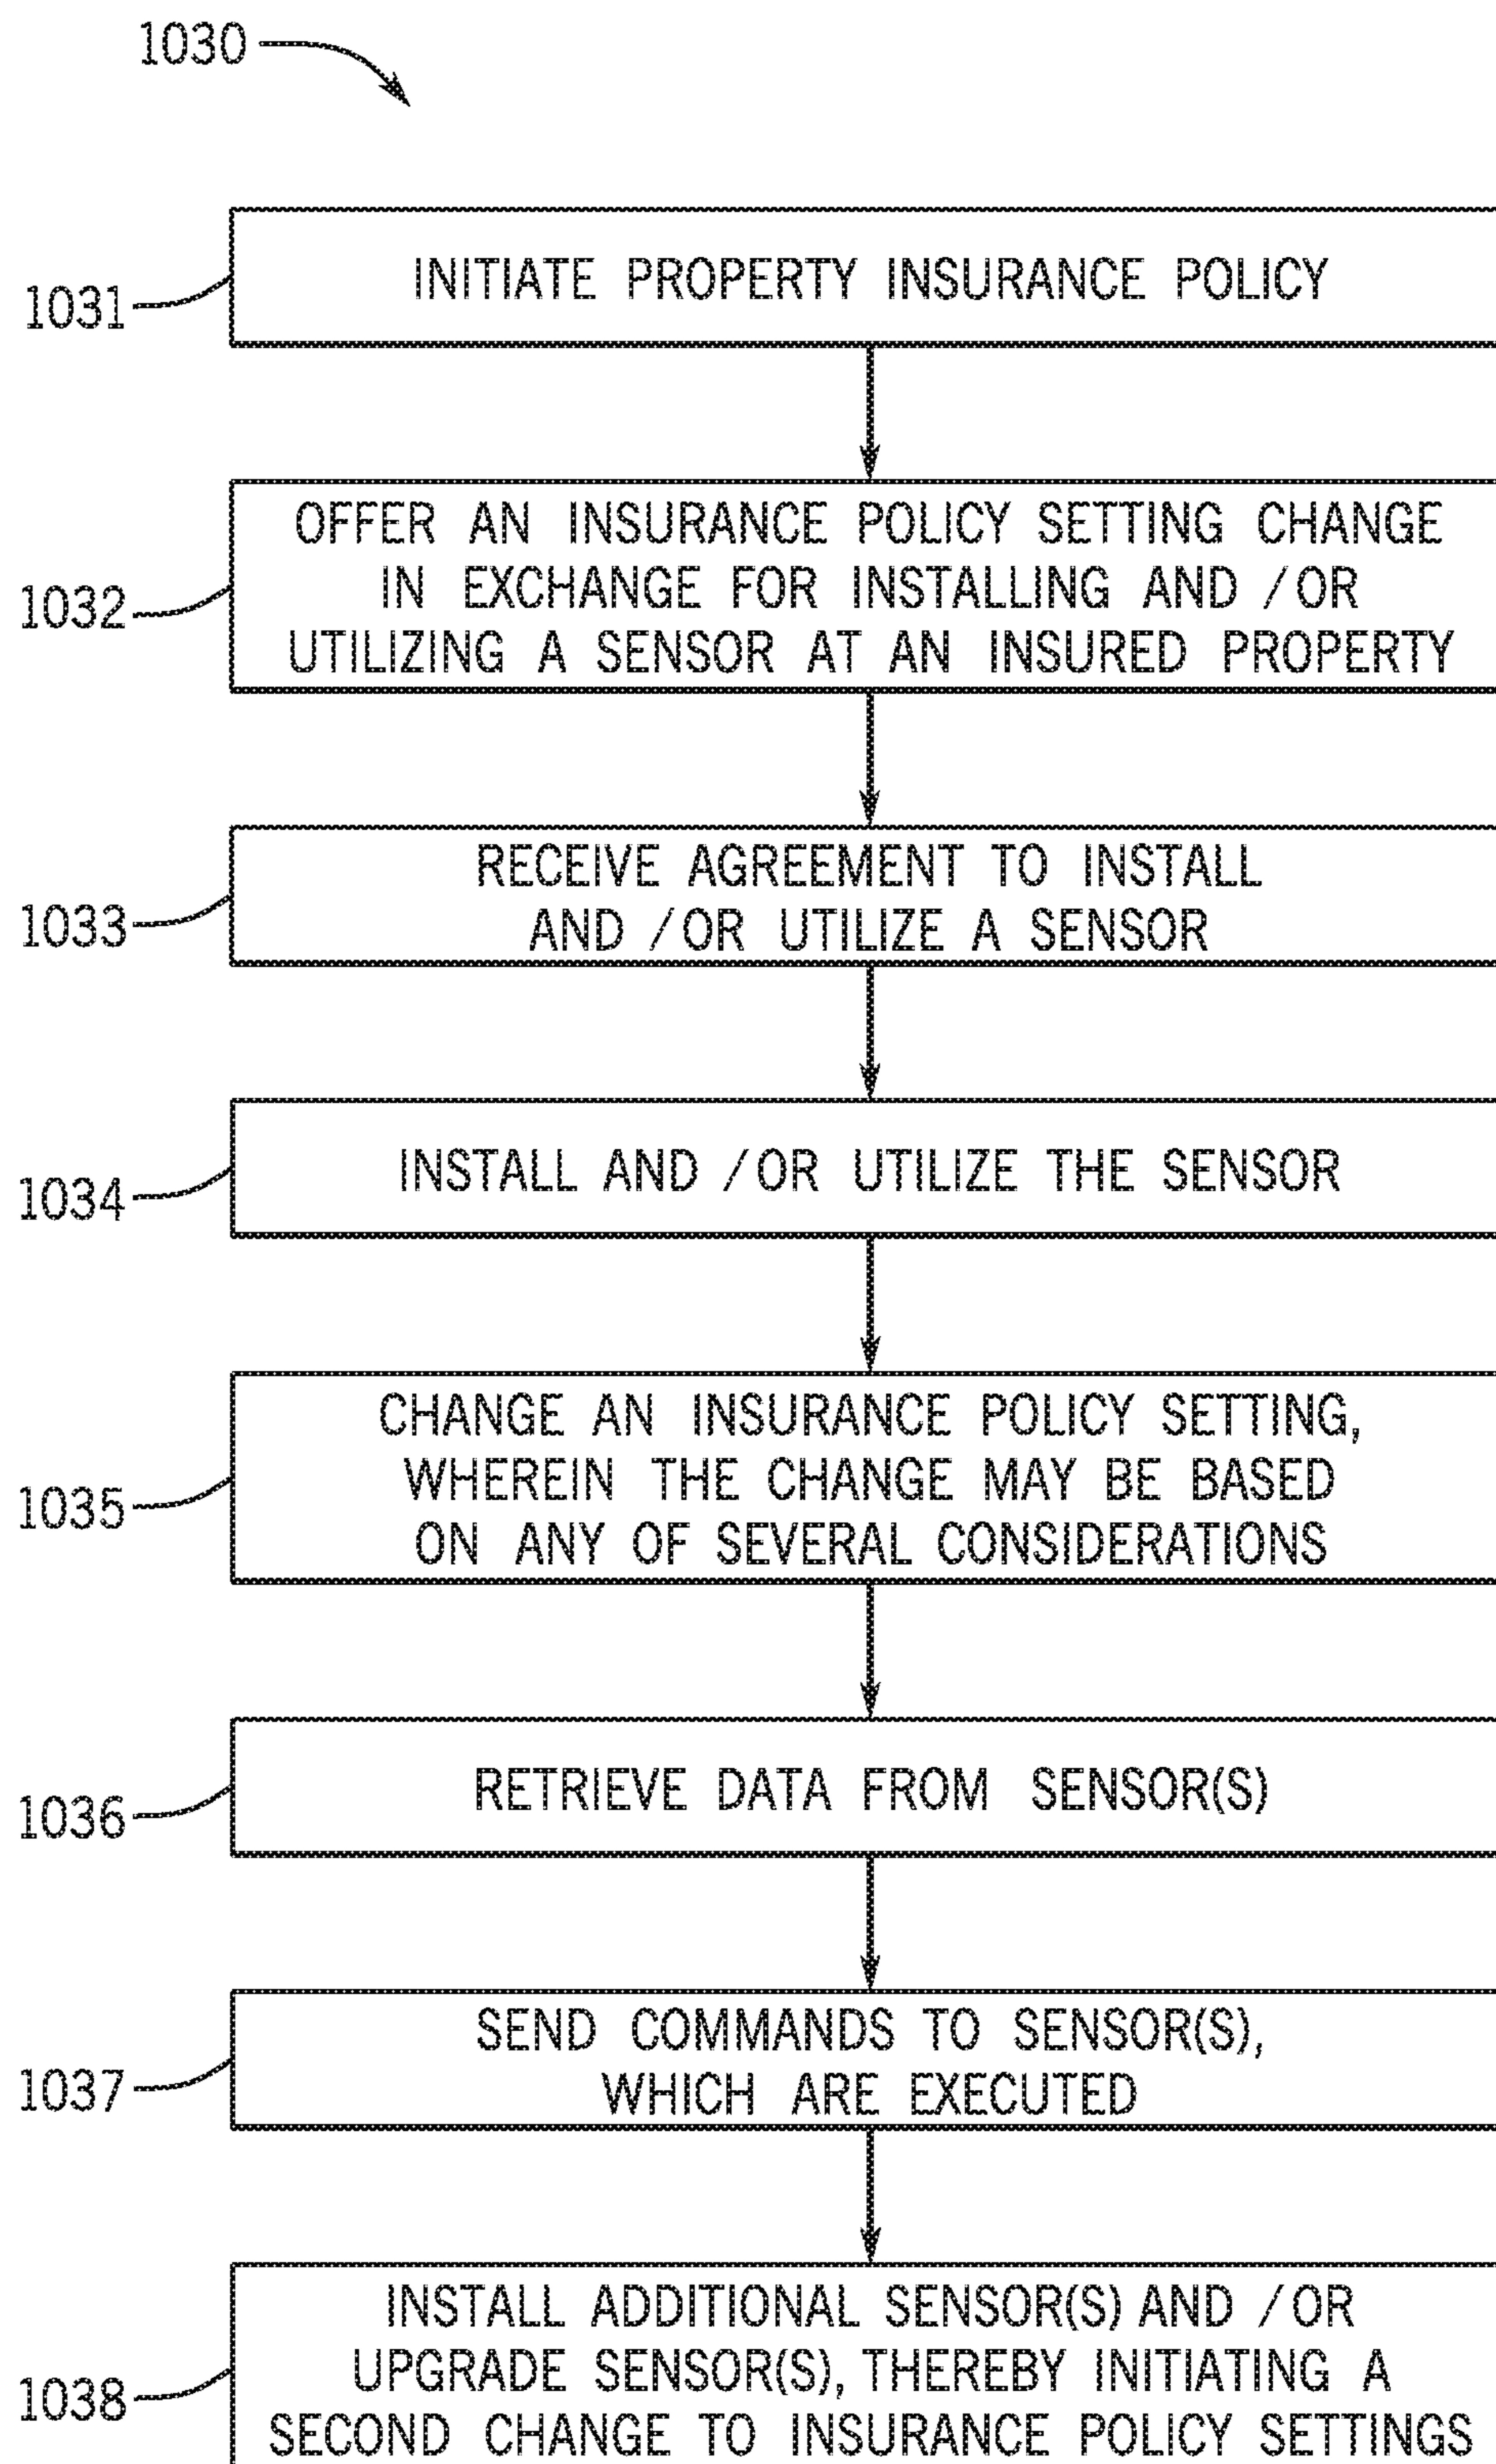 1030
1031
INITIATE PROPERTY INSURANCE POLICY
1032
OFFER AN INSURANCE POLICY SETTING CHANGE
IN EXCHANGE FOR INSTALLING AND /OR
UTILIZING A SENSOR AT AN INSURED PROPERTY
1033
RECEIVE AGREEMENT TO INSTALL
AND /OR UTILIZE A SENSOR
1034
INSTALL AND /OR UTILIZE THE SENSOR
1035
CHANGE AN INSURANCE POLICY SETTING,
WHEREIN THE CHANGE MAY BE BASED
ON ANY OF SEVERAL CONSIDERATIONS
1036
RETRIEVE DATA FROM SENSOR(S)
1037
SEND COMMANDS TO SENSOR(S),
WHICH ARE EXECUTED
1038
INSTALL ADDITIONAL SENSOR(S) AND /OR
UPGRADE SENSOR(S), THEREBY INITIATING A
SECOND CHANGE TO INSURANCE POLICY SETTINGS